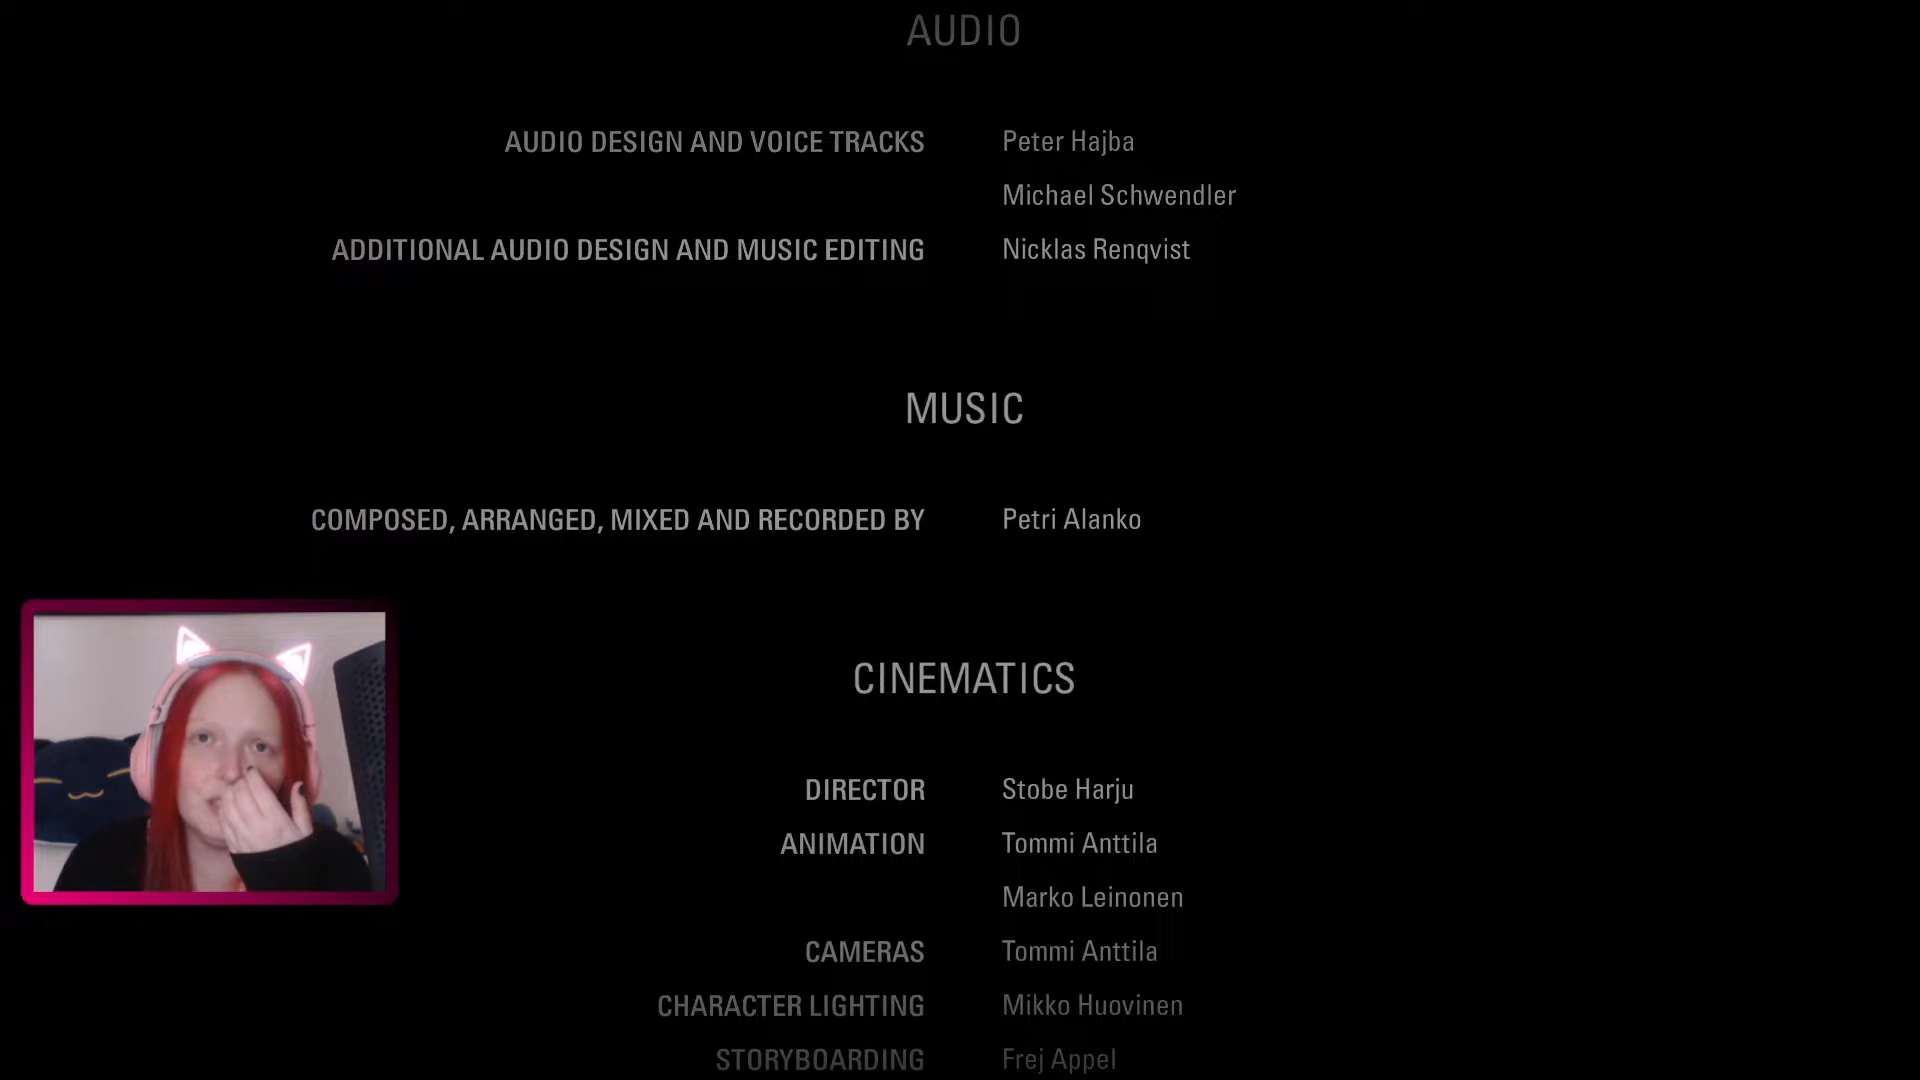 AUDIO
AUDIO DESIGN AND VOICE TRACKS Peter Hajba
Michael Schwendler
ADDITIONAL AUDIO DESIGN AND MUSIC EDITING Nicklas Renqvist
MUSIC
COMPOSED, ARRANGED, MIXED AND RECORDED BY Petri Alanko
CINEMATICS
DIRECTOR Stobe Harju
ANIMATION Tommi Anttila
Marko Leinonen
CAMERAS Tommi Anttila
CHARACTER LIGHTING Mikko Huovinen
STORYBOARDING Frej Appel